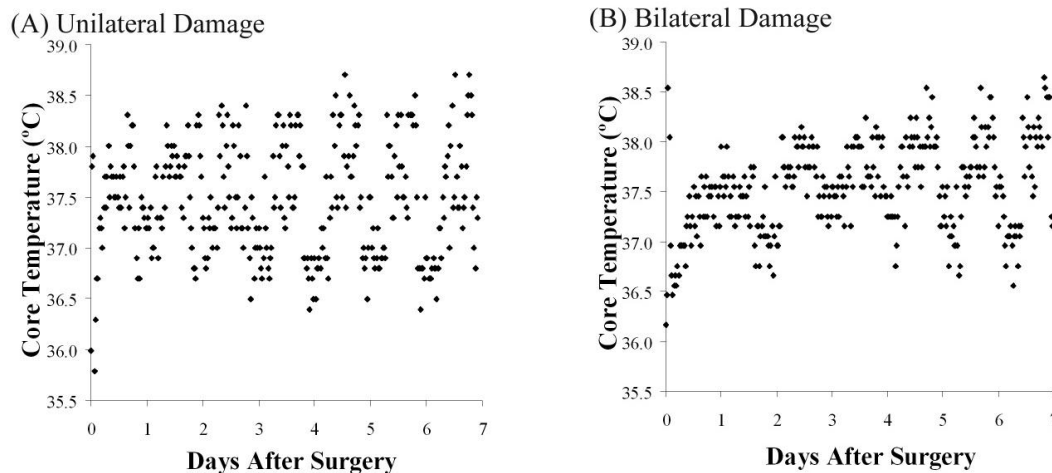 (A) Unilateral Damage
39.0
38.5
38.0
37.5
37.0
36.5
36.0
35.5
Core Temperature (°C)
0 1 2 3 4 5 6 7
Days After Surgery
(B) Bilateral Damage
39.0
38.5
38.0
37.5
37.0
36.5
36.0
35.5
Core Temperature (°C)
0 1 2 3 4 5 6
Days After Surgery